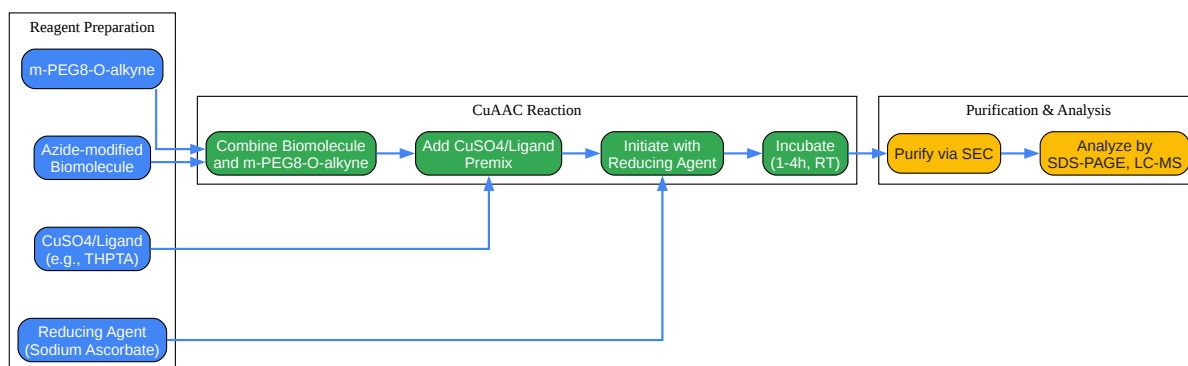 Reagent Preparation
m-PEG8-O-alkyne
Azide-modified
Biomolecule
CuSO4/Ligand
(e.g., THPTA)
Reducing Agent
(Sodium Ascorbate)
CuAAC Reaction
Combine Biomolecule
and m-PEG8-O-alkyne
Add CuSO4/Ligand
Premix
Initiate with
Reducing Agent
Incubate
(1-4h, RT)
Purification & Analysis
Purify via SEC
Analyze by
SDS-PAGE, LC-MS